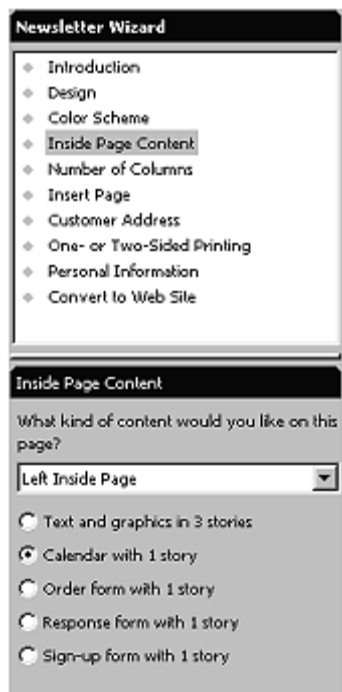 Newsletter Wizard
Introduction
Design
Color Scheme
Inside Page Content
Number of Columns
Insert Page
Customer Address
One- or Two-Sided Printing
Personal Information
Convert to Web Site
Inside Page Content
What kind of content would you like on this
page?
Left Inside Page
Text and graphics in 3 stories
Calendar with 1 story
Order form with 1 story
Response form with 1 story
Sign-up form with 1 story